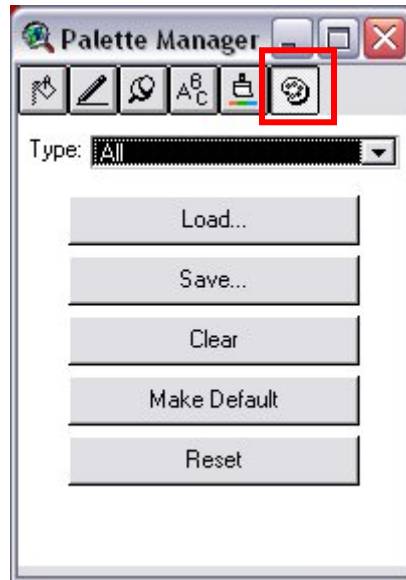 Palette Manager
A B C
Type: All
Load...
Save...
Clear
Make Default
Reset